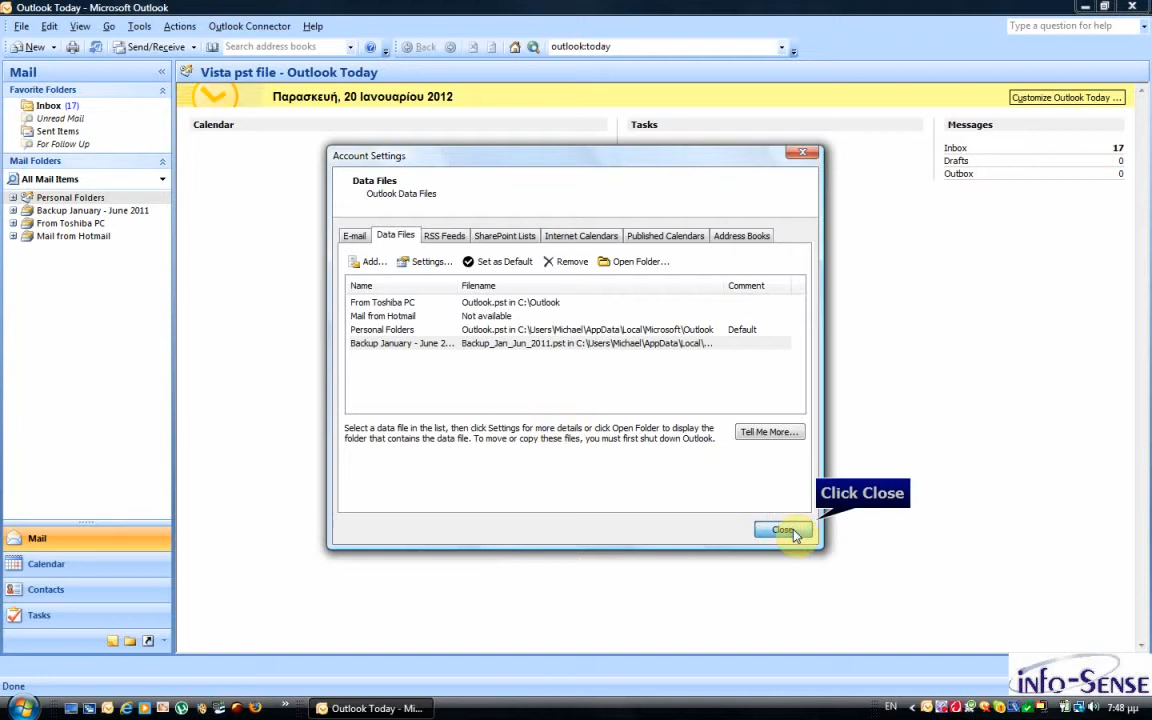 Outlook Today - Microsoft Outlook
File Edit View Go Tools Actions Outlook Connector Help
Type a question for help
New Send/Receive Search address books Back outlook:today
Mail
Vista pst file - Outlook Today
Favorite Folders
Παρασκευή, 20 Ιανουαρίου 2012
Customize Outlook Today ...
Inbox (17)
Unread Mail
Sent Items
For Follow Up
Calendar
Tasks
Messages
Inbox 17
Drafts 0
Outbox 0
Mail Folders
All Mail Items
Personal Folders
Backup January - June 2011
From Toshiba PC
Mail from Hotmail
Account Settings
Data Files
Outlook Data Files
E-mail Data Files RSS Feeds SharePoint Lists Internet Calendars Published Calendars Address Books
Add... Settings... Set as Default Remove Open Folder...
Name Filename Comment
From Toshiba PC Outlook.pst in C:\Outlook
Mail from Hotmail Not available
Personal Folders Outlook.pst in C:\Users\Michael\AppData\Local\Microsoft\Outlook Default
Backup January - June 2... Backup_Jan_Jun_2011.pst in C:\Users\Michael\AppData\Local\...
Select a data file in the list, then click Settings for more details or click Open Folder to display the
folder that contains the data file. To move or copy these files, you must first shut down Outlook.
Tell Me More...
Click Close
Close
Mail
Calendar
Contacts
Tasks
Done
info-SENSE
Outlook Today - Mi...
EN
7:48 μμ